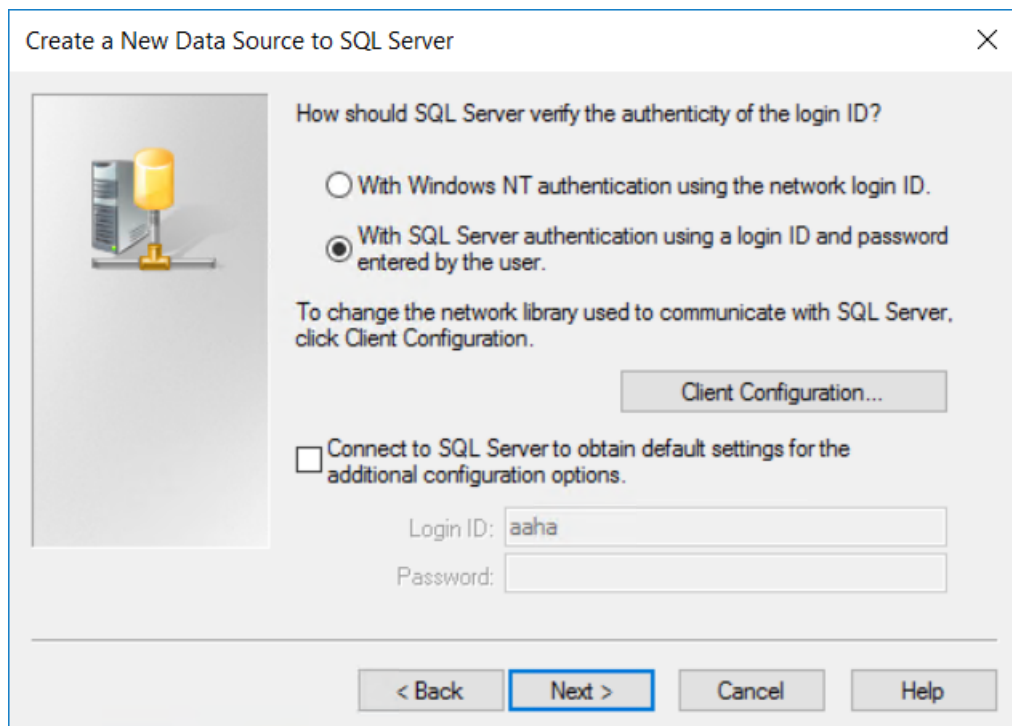 Create a New Data Source to SQL Server
How should SQL Server verify the authenticity of the login ID?
With Windows NT authentication using the network login ID.
With SQL Server authentication using a login ID and password
entered by the user.
To change the network library used to communicate with SQL Server,
click Client Configuration.
Client Configuration...
Connect to SQL Server to obtain default settings for the
additional configuration options.
Login ID: aaha
Password:
< Back Next > Cancel Help